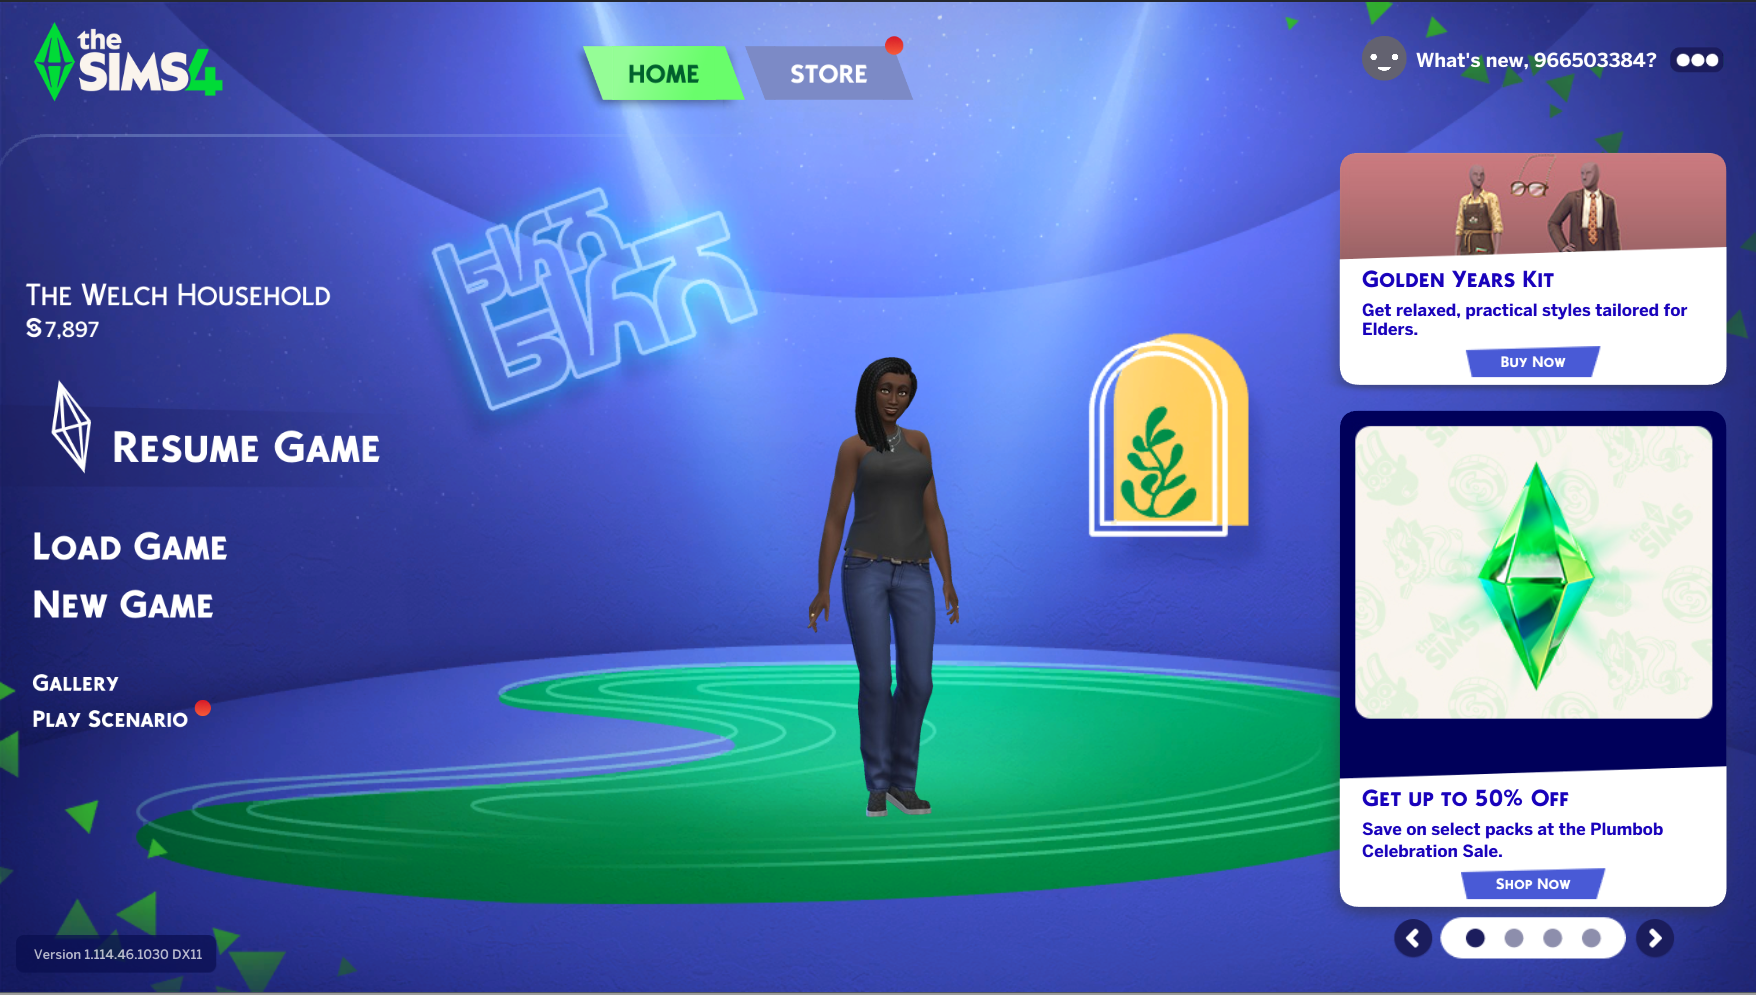 the
SIMS4
HOME
STORE
What's new, 966503384?
THE WELCH HOUSEHOLD
§7,897
RESUME GAME
LOAD GAME
NEW GAME
GALLERY
PLAY SCENARIO
Version 1.114.46.1030 DX11
GOLDEN YEARS KIT
Get relaxed, practical styles tailored for
Elders.
BUY NOW
GET UP TO 50% OFF
Save on select packs at the Plumbob
Celebration Sale.
SHOP NOW